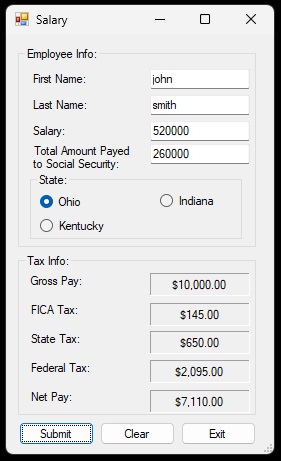 Salary
Employee Info:
First Name: john
Last Name: smith
Salary: 520000
Total Amount Payed
to Social Security: 260000
State:
Ohio Indiana
Kentucky
Tax Info:
Gross Pay: $10,000.00
FICA Tax: $145.00
State Tax: $650.00
Federal Tax: $2,095.00
Net Pay: $7,110.00
Submit Clear Exit